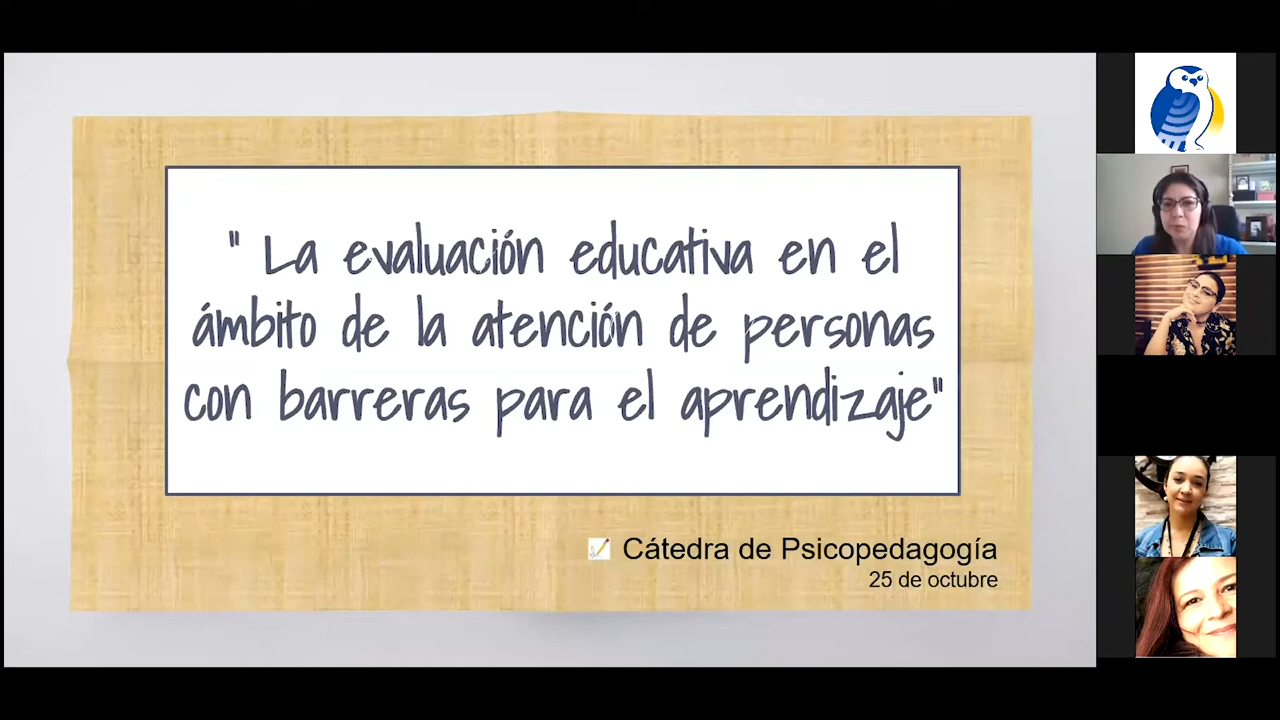 " La evaluación educativa en el
ámbito de la atención de personas
con barreras para el aprendizaje"
Cátedra de Psicopedagogía
25 de octubre